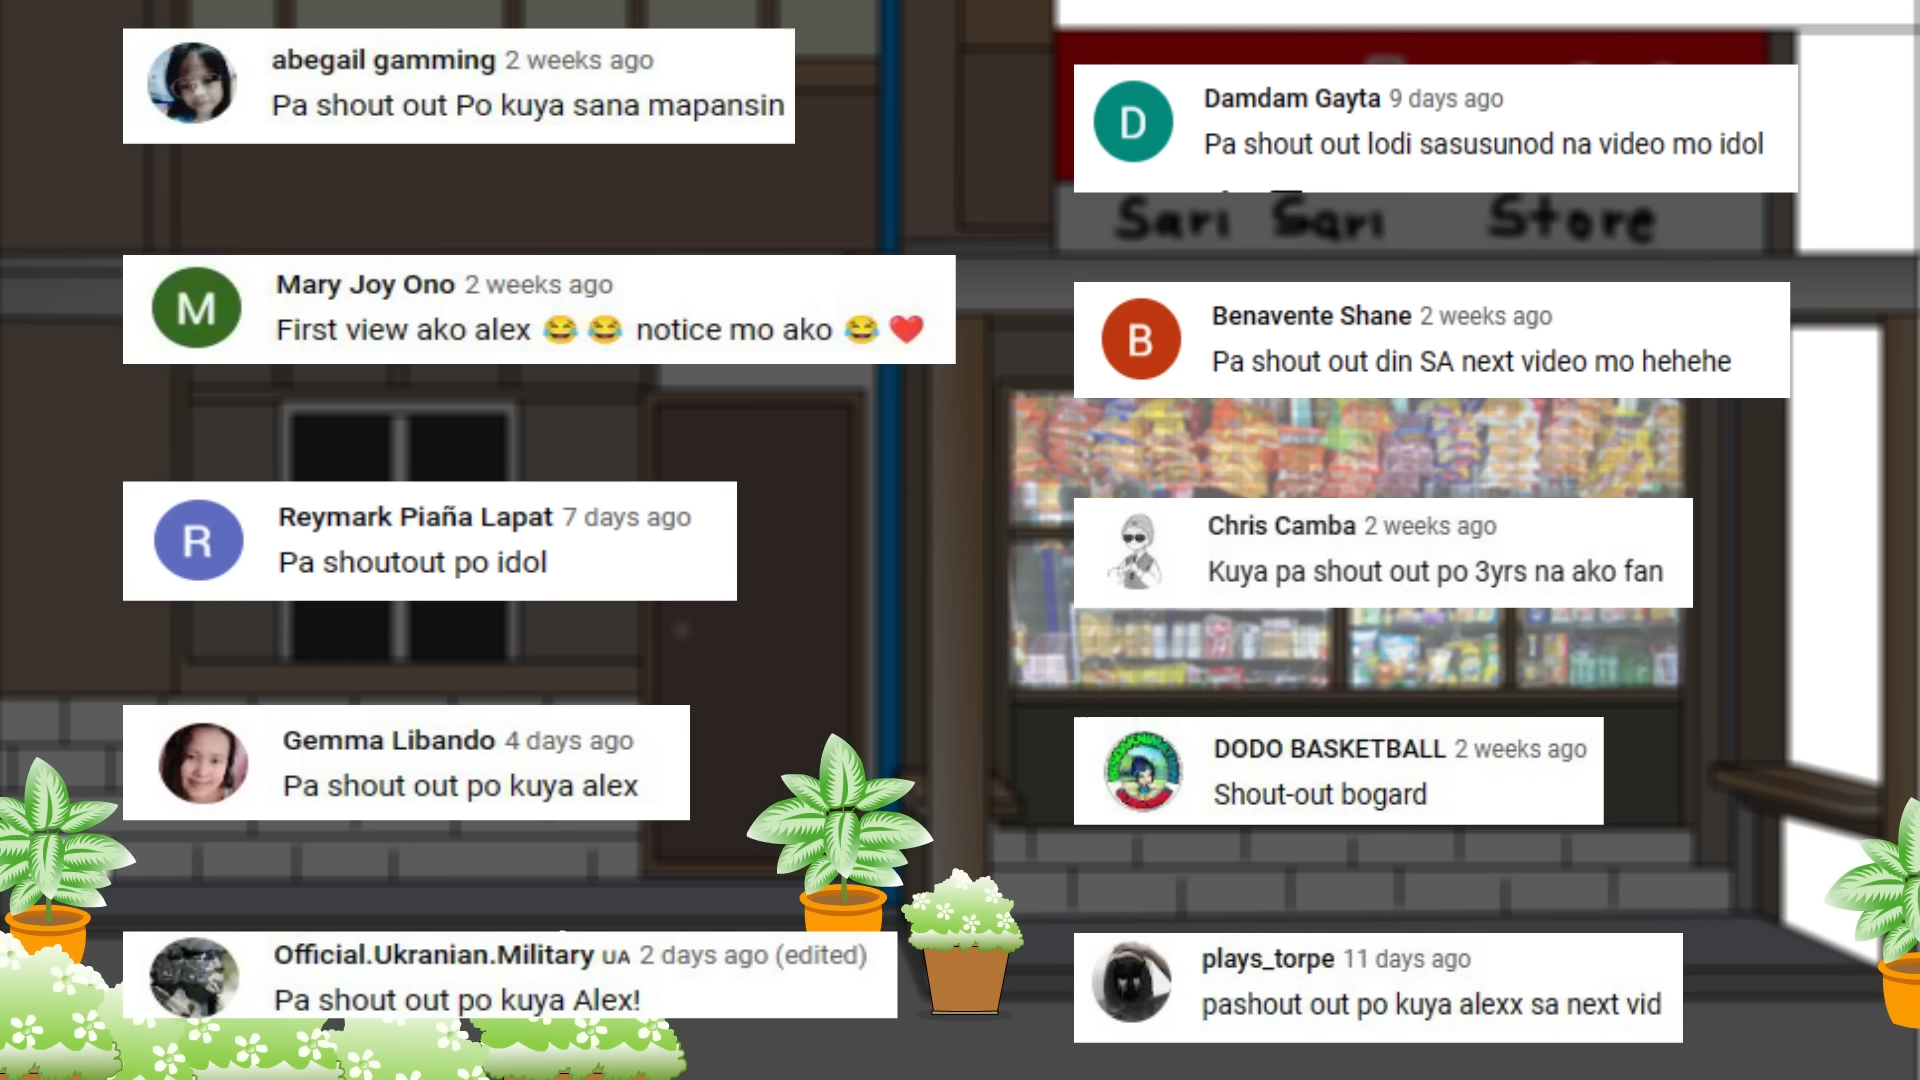 abegail gamming 2 weeks ago
Pa shout out Po kuya sana mapansin
Mary Joy Ono 2 weeks ago
First view ako alex 😂 😂 notice mo ako 😂 ❤️
Reymark Piaña Lapat 7 days ago
Pa shoutout po idol
Gemma Libando 4 days ago
Pa shout out po kuya alex
Official.Ukranian.Military UA 2 days ago (edited)
Pa shout out po kuya Alex!
D
Damdam Gayta 9 days ago
Pa shout out lodi sasusunod na video mo idol
Sari Sari Store
Benavente Shane 2 weeks ago
Pa shout out din SA next video mo hehehe
Chris Camba 2 weeks ago
Kuya pa shout out po 3yrs na ako fan
DODO BASKETBALL 2 weeks ago
Shout-out bogard
plays_torpe 11 days ago
pashout out po kuya alexx sa next vid
M
R
B